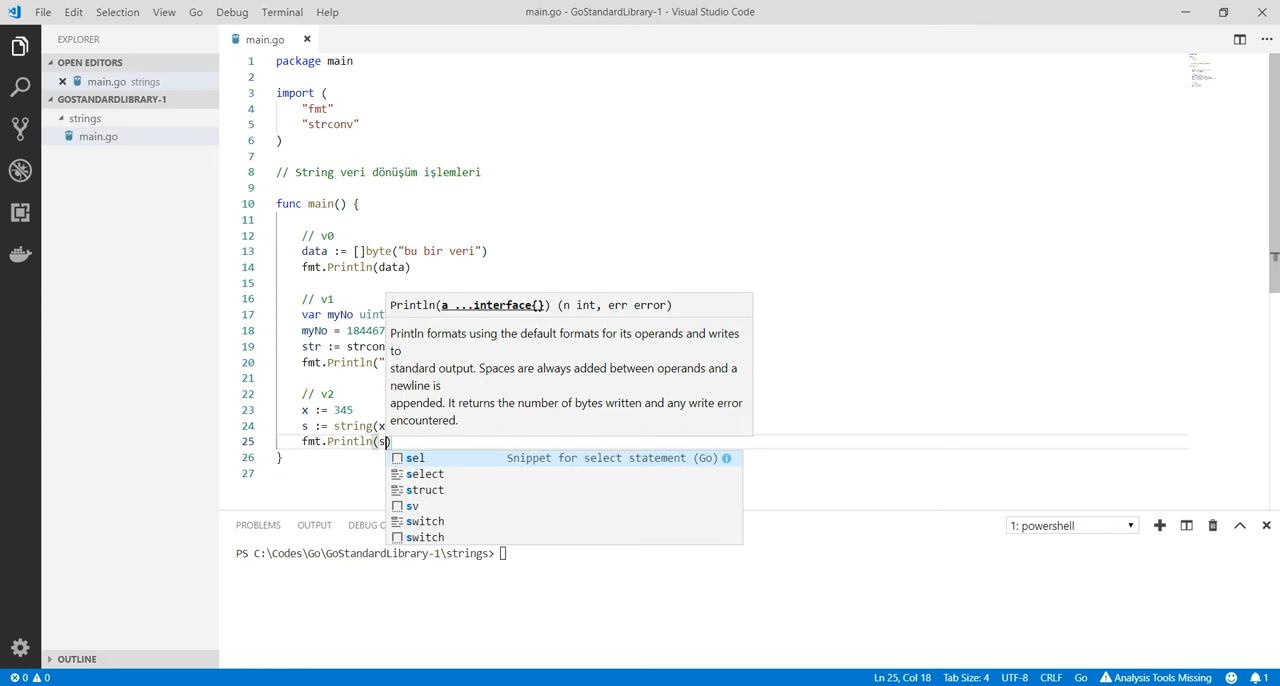 File Edit Selection View Go Debug Terminal Help
main.go - GoStandardLibrary-1 - Visual Studio Code
EXPLORER
OPEN EDITORS
main.go strings
GOSTANDARDLIBRARY-1
strings
main.go
main.go
1 package main
2
3 import (
4 "fmt"
5 "strconv"
6 )
7
8 // String veri dönüşüm işlemleri
9
10 func main() {
11
12 // v0
13 data := []byte("bu bir veri")
14 fmt.Println(data)
15
16 // v1
17 var myNo uint
18 myNo = 184467
19 str := strcon
20 fmt.Println("
21
22 // v2
23 x := 345
24 s := string(x
25 fmt.Println(s)
26 }
27
Println(a ...interface{}) (n int, err error)
Println formats using the default formats for its operands and writes
to
standard output. Spaces are always added between operands and a
newline is
appended. It returns the number of bytes written and any write error
encountered.
sel Snippet for select statement (Go)
select
struct
sv
switch
switch
PROBLEMS OUTPUT DEBUG C
1: powershell
PS C:\Codes\Go\GoStandardLibrary-1\strings>
OUTLINE
0 0
Ln 25, Col 18 Tab Size: 4 UTF-8 CRLF Go Analysis Tools Missing 1